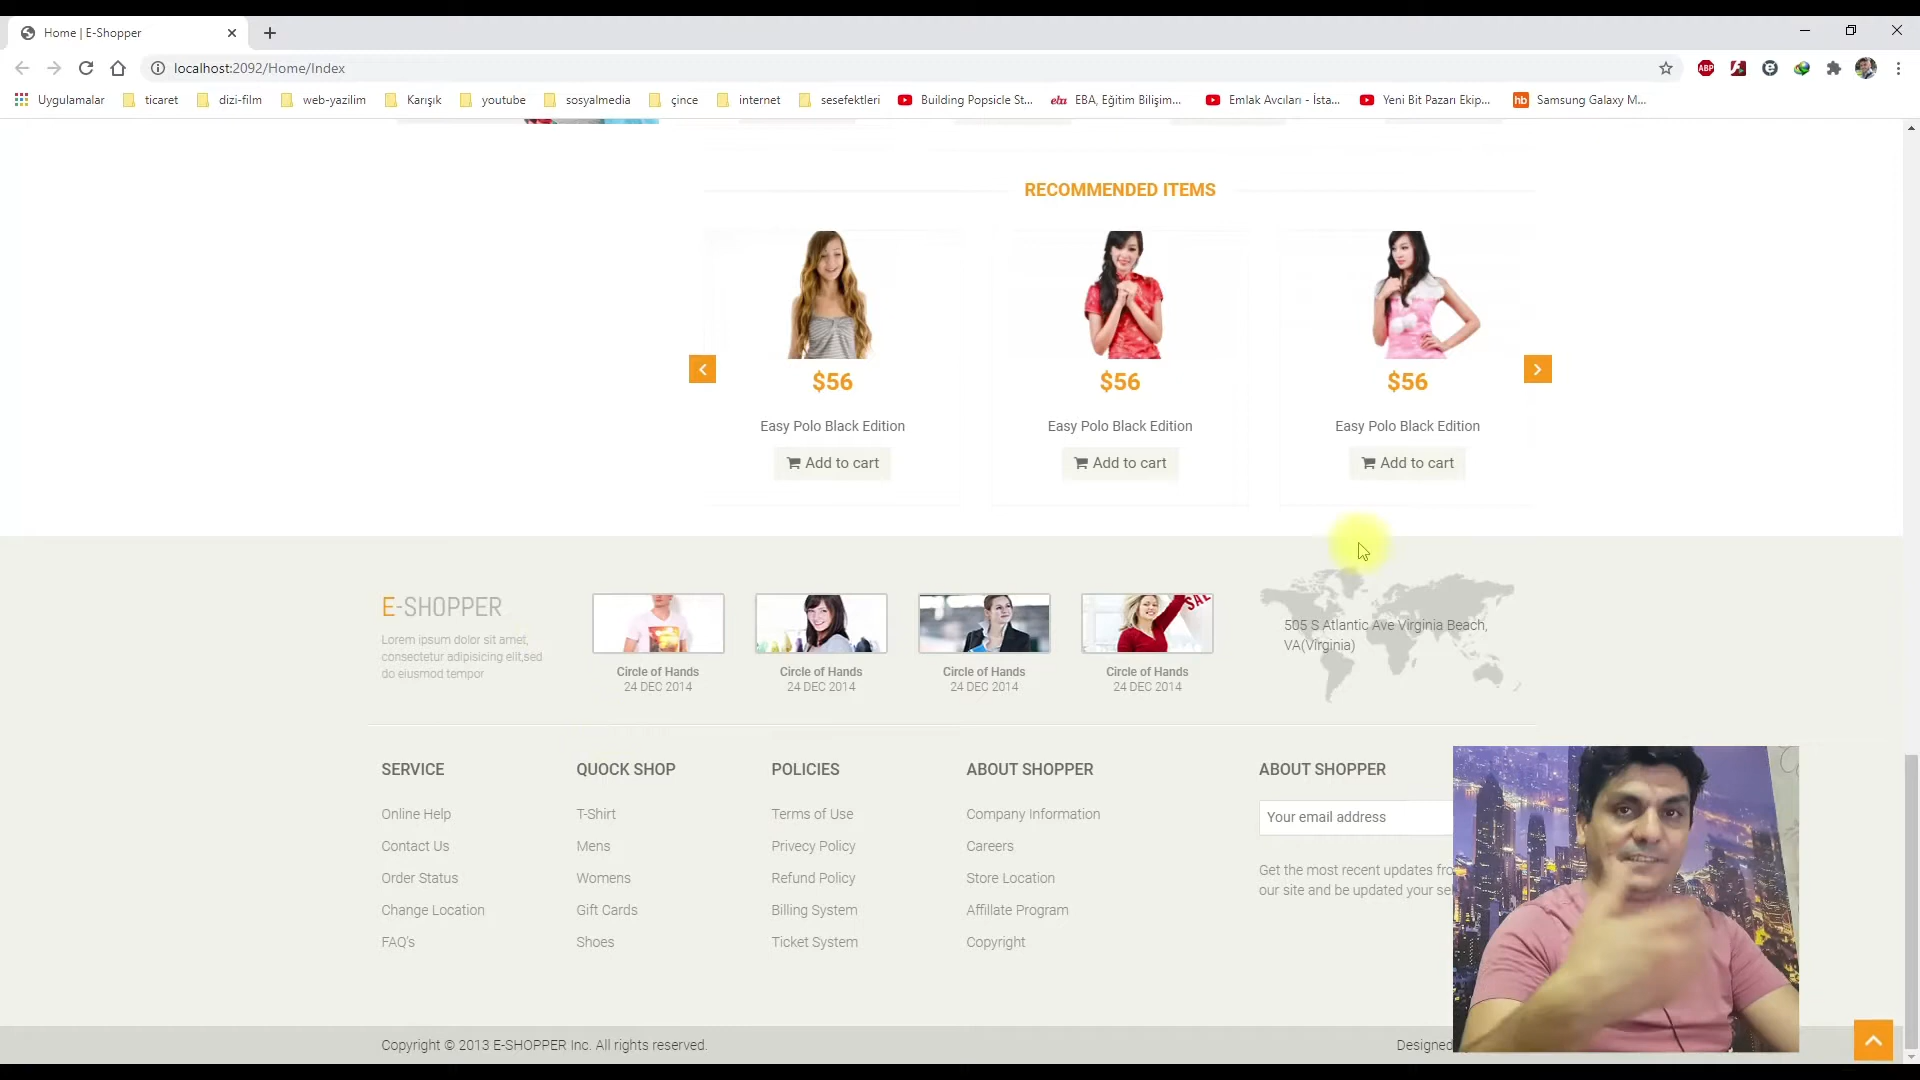 Home | E-Shopper
localhost:2092/Home/Index
ABP
Uygulamalar
ticaret
dizi-film
web-yazilim
Karışık
youtube
sosyalmedia
çince
internet
sesefektleri
Building Popsicle St...
eba EBA, Eğitim Bilişim...
Emlak Avcıları - İsta...
Yeni Bit Pazarı Ekip...
hb Samsung Galaxy M...
RECOMMENDED ITEMS
$56
$56
$56
Easy Polo Black Edition
Easy Polo Black Edition
Easy Polo Black Edition
Add to cart
Add to cart
Add to cart
E-SHOPPER
Lorem ipsum dolor sit amet,
consectetur adipisicing elit,sed
do eiusmod tempor
SALE
Circle of Hands
24 DEC 2014
Circle of Hands
24 DEC 2014
Circle of Hands
24 DEC 2014
Circle of Hands
24 DEC 2014
505 S Atlantic Ave Virginia Beach,
VA(Virginia)
SERVICE
Online Help
Contact Us
Order Status
Change Location
FAQ's
QUOCK SHOP
T-Shirt
Mens
Womens
Gift Cards
Shoes
POLICIES
Terms of Use
Privecy Policy
Refund Policy
Billing System
Ticket System
ABOUT SHOPPER
Company Information
Careers
Store Location
Affillate Program
Copyright
ABOUT SHOPPER
Your email address
Get the most recent updates fro
our site and be updated your sel
Copyright © 2013 E-SHOPPER Inc. All rights reserved.
Designed